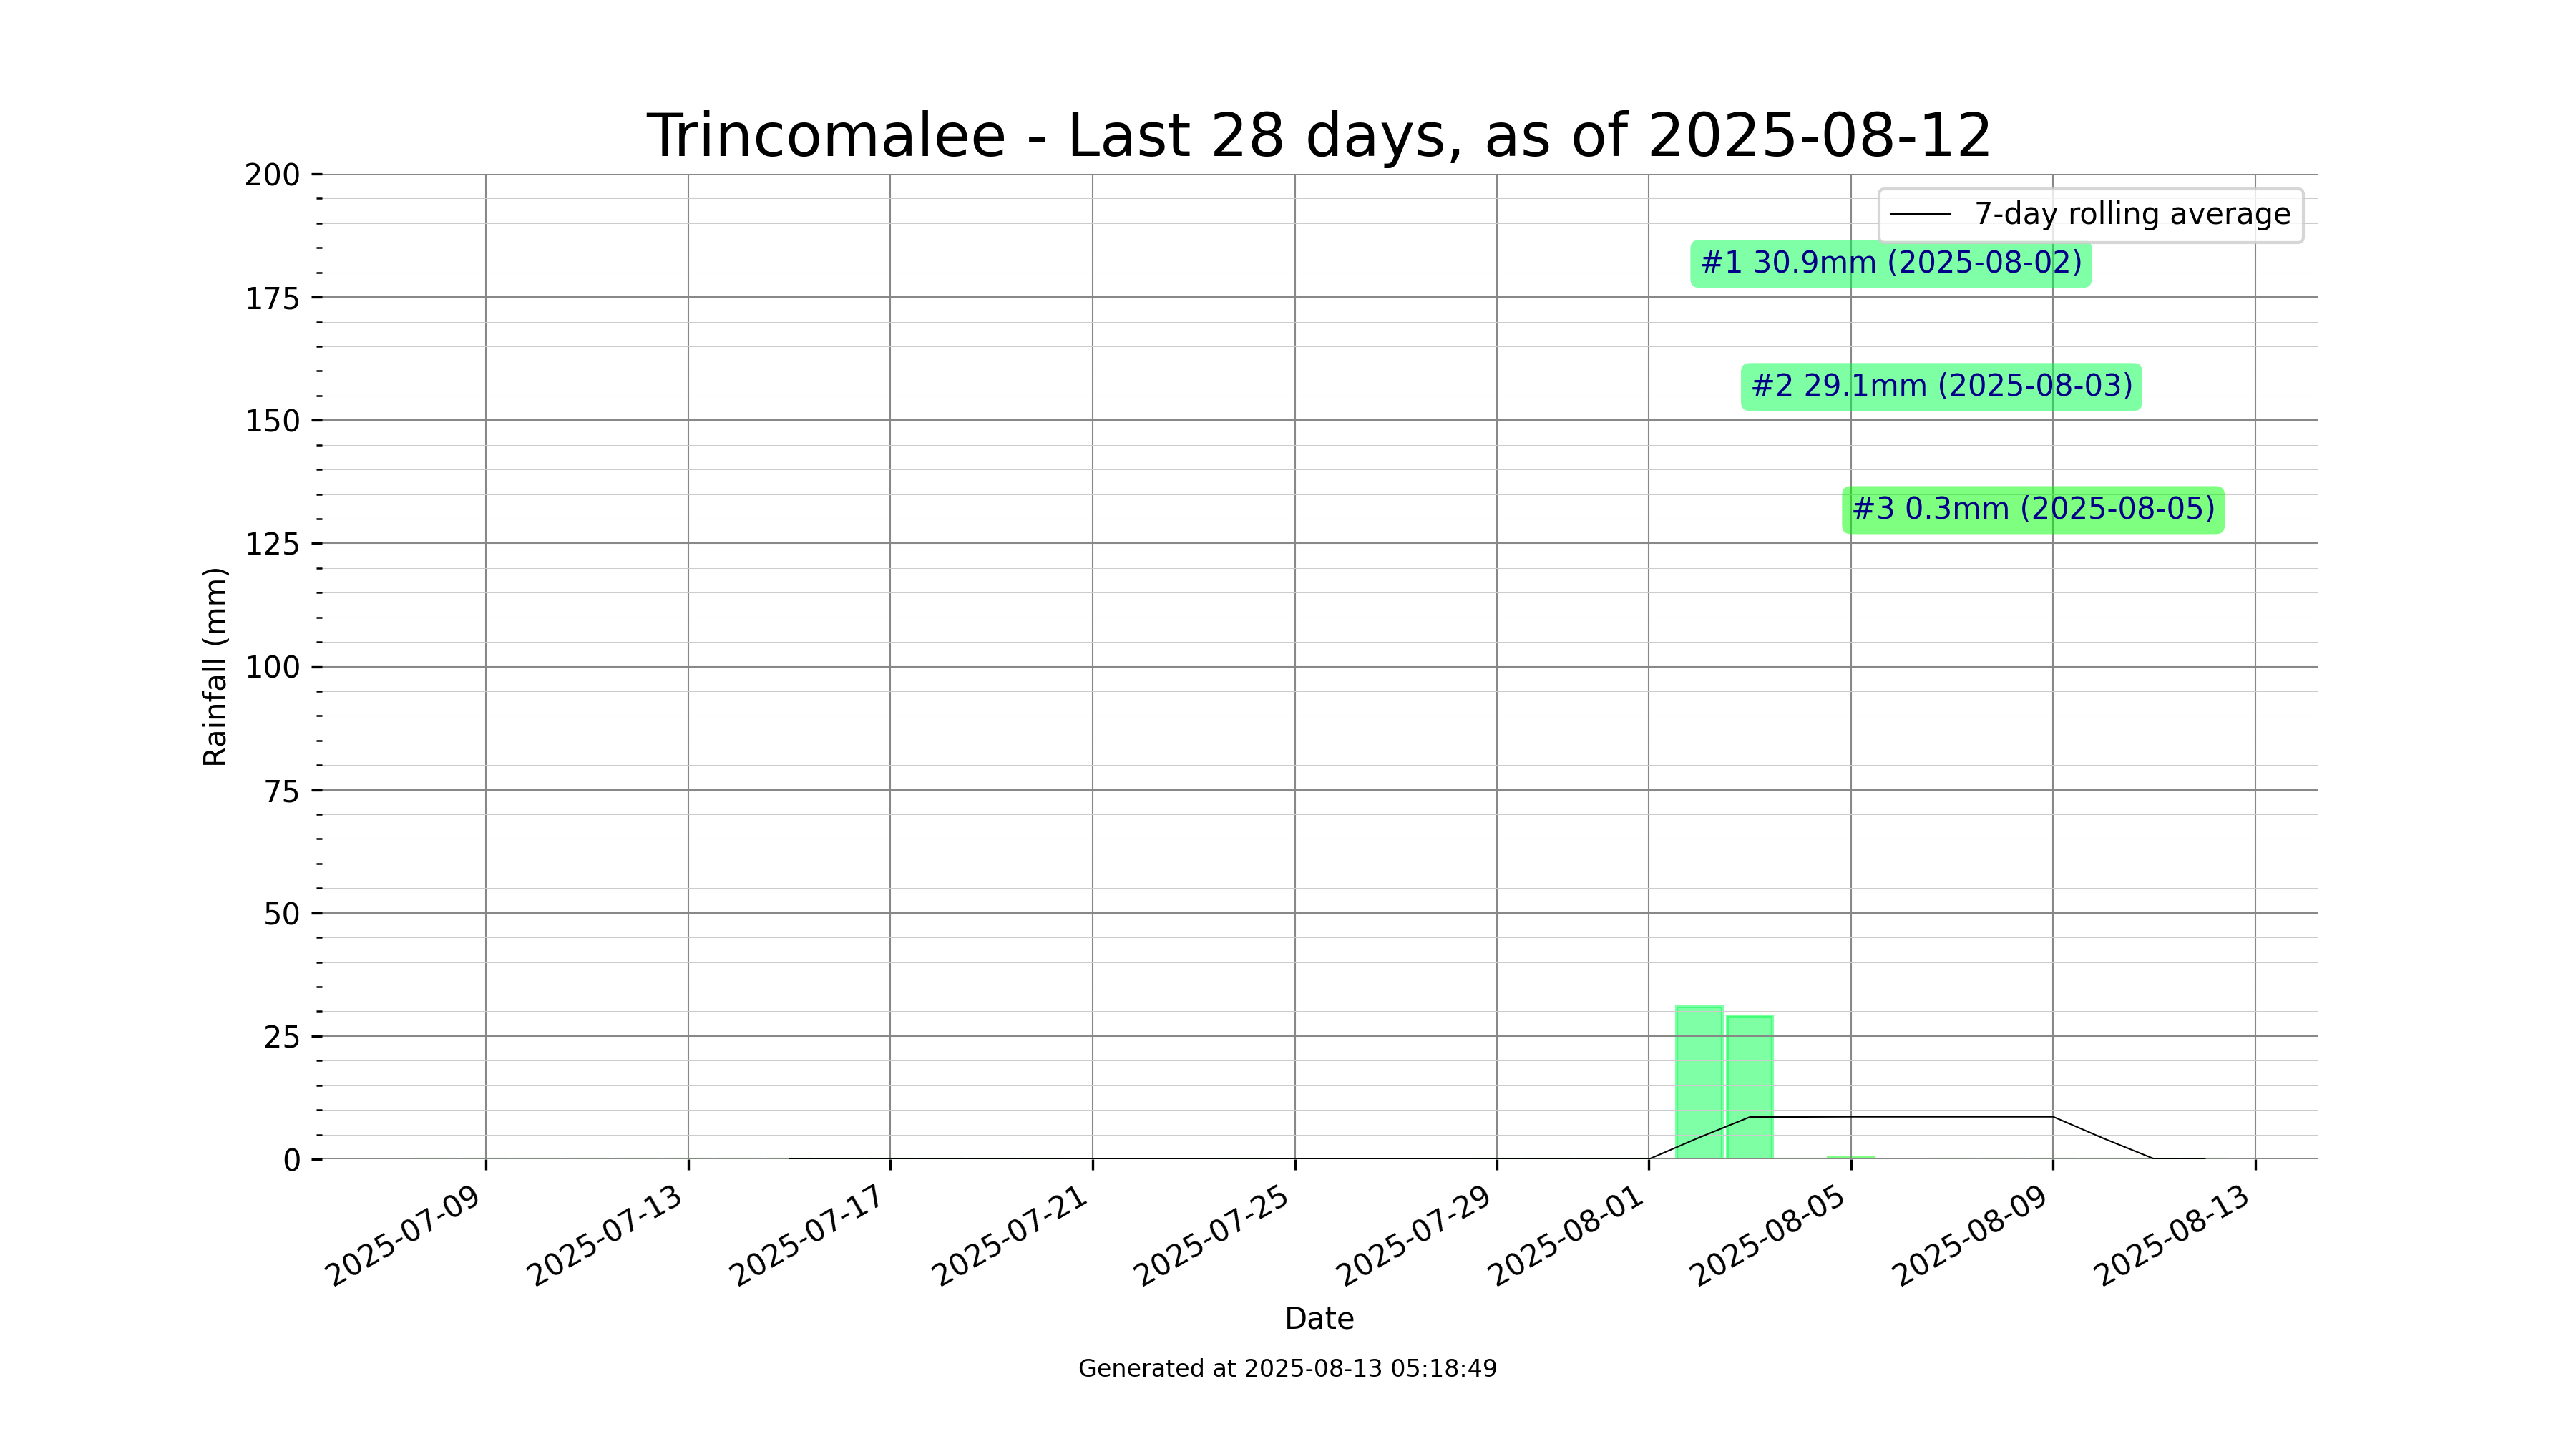 Trincomalee - Last 28 days, as of 2025-08-12
7-day rolling average
#1 30.9mm (2025-08-02)
#2 29.1mm (2025-08-03)
#3 0.3mm (2025-08-05)
Rainfall (mm)
200
175
150
125
100
75
50
25
0
2025-07-09
2025-07-13
2025-07-17
2025-07-21
2025-07-25
2025-07-29
2025-08-01
2025-08-05
2025-08-09
2025-08-13
Date
Generated at 2025-08-13 05:18:49